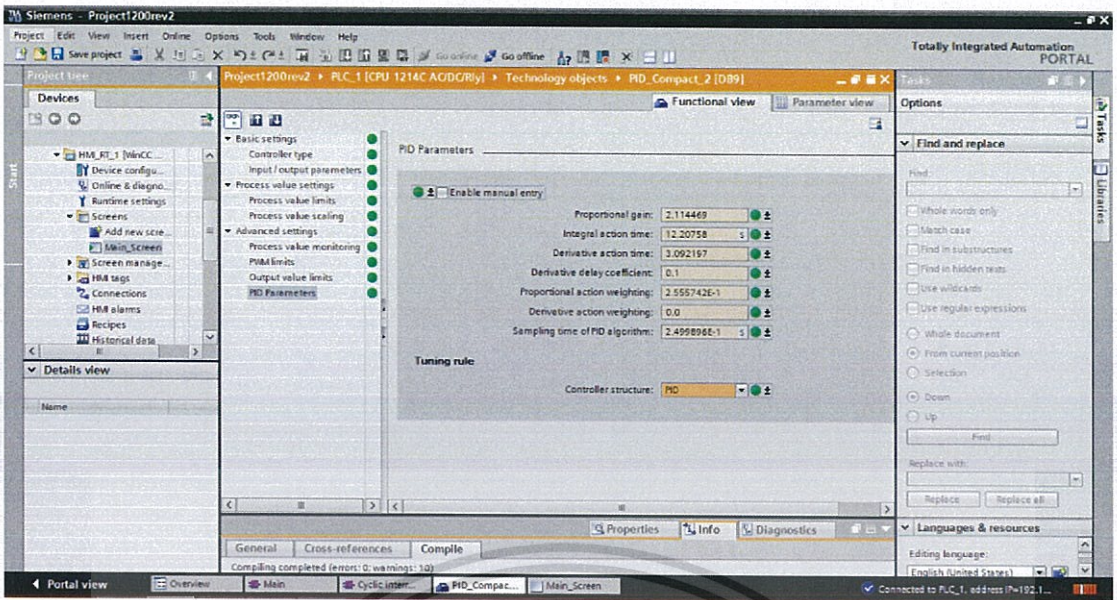 Siemens - Project1200rev2
Project Edit View Insert Online Options Tools Window Help
Save project
Go online
Go offline
Totally Integrated Automation
PORTAL
Project tree
Devices
Start
HMI_RT_1 [WinCC ...
Device configu...
Online & diagno...
Runtime settings
Screens
Add new scre...
Main_Screen
Screen manage...
HMI tags
Connections
HMI alarms
Recipes
Historical data
Details view
Name
Project1200rev2 PLC_1 [CPU 1214C AC/DC/Rly] Technology objects PID_Compact_2 [DB9]
Functional view
Parameter view
Basic settings
Controller type
Input / output parameters
Process value settings
Process value limits
Process value scaling
Advanced settings
Process value monitoring
PWM limits
Output value limits
PID Parameters
PID Parameters
Enable manual entry
Proportional gain: 2.114469
Integral action time: 12.20758 s
Derivative action time: 3.092197
Derivative delay coefficient: 0.1
Proportional action weighting: 2.555742E-1
Derivative action weighting: 0.0
Sampling time of PID algorithm: 2.499896E-1 s
Tuning rule
Controller structure: PID
Properties
Info
Diagnostics
General
Cross-references
Compile
Compiling completed (errors: 0; warnings: 10)
Tasks
Options
Find and replace
Find:
Whole words only
Match case
Find in substructures
Find in hidden texts
Use wildcards
Use regular expressions
Whole document
From current position
Selection
Down
Up
Find
Replace with:
Replace
Replace all
Languages & resources
Editing language:
English (United States)
Tasks
Libraries
Portal view
Overview
Main
Cyclic interr...
PID_Compac...
Main_Screen
Connected to PLC_1, address IP=192.1...